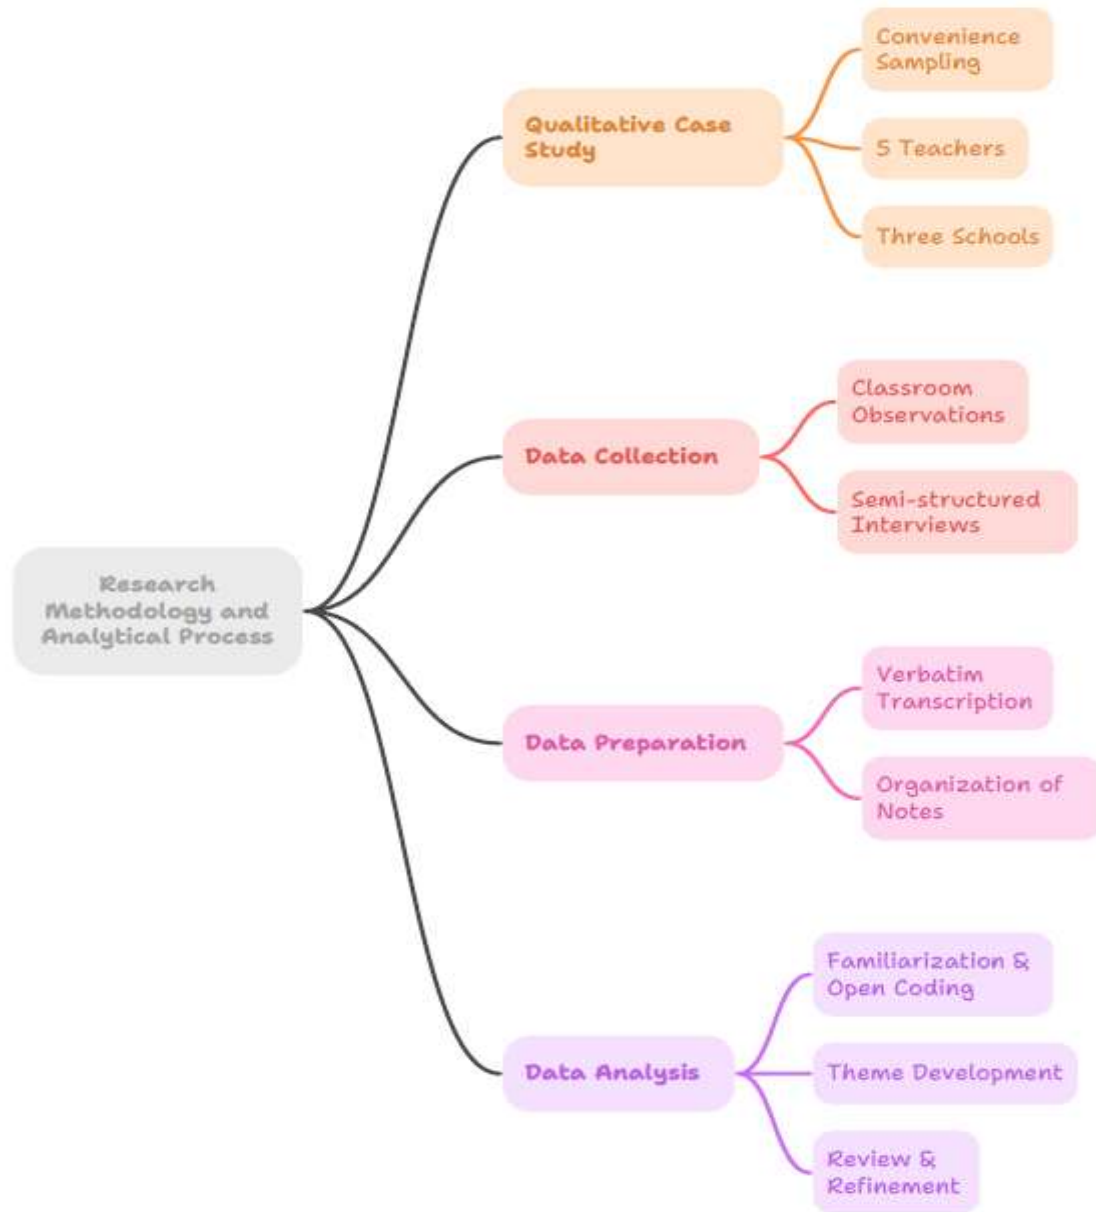 Research
Methodology and
Analytical Process
Qualitative Case
Study
Convenience
Sampling
5 Teachers
Three Schools
Data Collection
Classroom
Observations
Semi-structured
Interviews
Data Preparation
Verbatim
Transcription
Organization of
Notes
Data Analysis
Familiarization &
Open Coding
Theme Development
Review &
Refinement